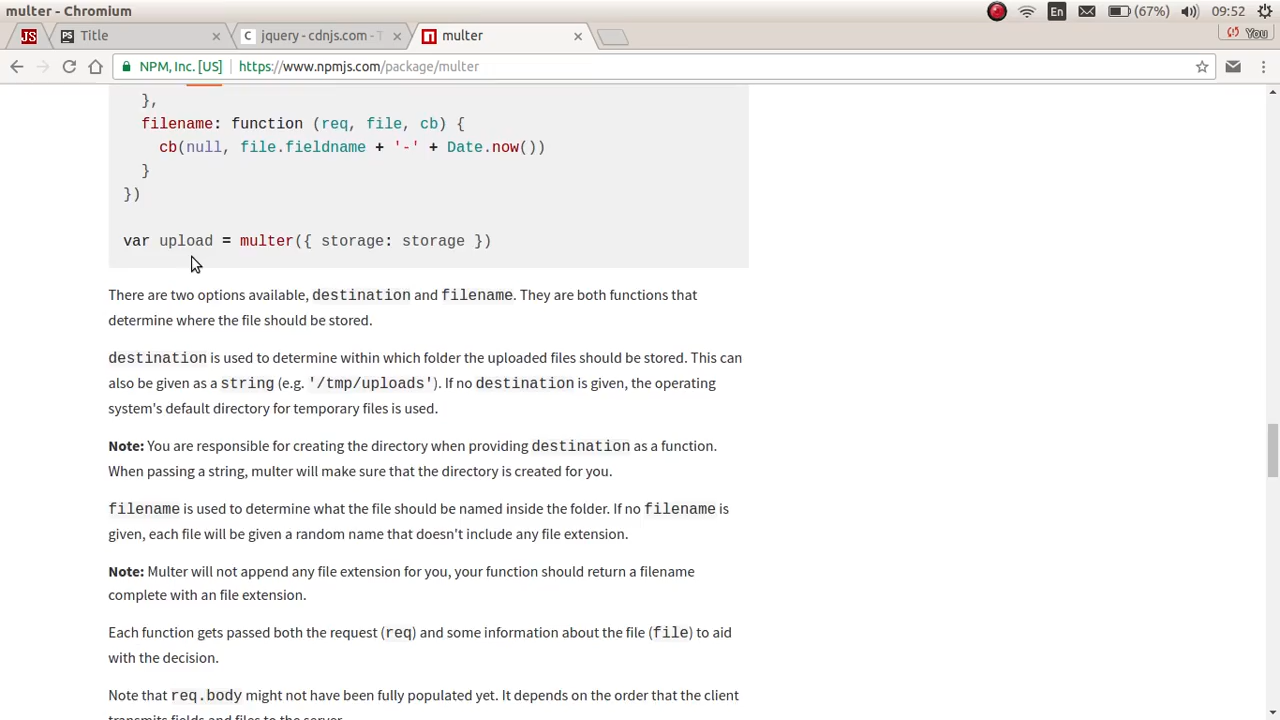 multer - Chromium
En (67%) 09:52
JS Title jquery - cdnjs.com - T multer You
NPM, Inc. [US] https://www.npmjs.com/package/multer
},
filename: function (req, file, cb) {
cb(null, file.fieldname + '-' + Date.now())
}
})
var upload = multer({ storage: storage })
There are two options available, destination and filename. They are both functions that
determine where the file should be stored.
destination is used to determine within which folder the uploaded files should be stored. This can
also be given as a string (e.g. '/tmp/uploads'). If no destination is given, the operating
system's default directory for temporary files is used.
Note: You are responsible for creating the directory when providing destination as a function.
When passing a string, multer will make sure that the directory is created for you.
filename is used to determine what the file should be named inside the folder. If no filename is
given, each file will be given a random name that doesn't include any file extension.
Note: Multer will not append any file extension for you, your function should return a filename
complete with an file extension.
Each function gets passed both the request (req) and some information about the file (file) to aid
with the decision.
Note that req.body might not have been fully populated yet. It depends on the order that the client
transmits fields and files to the server.